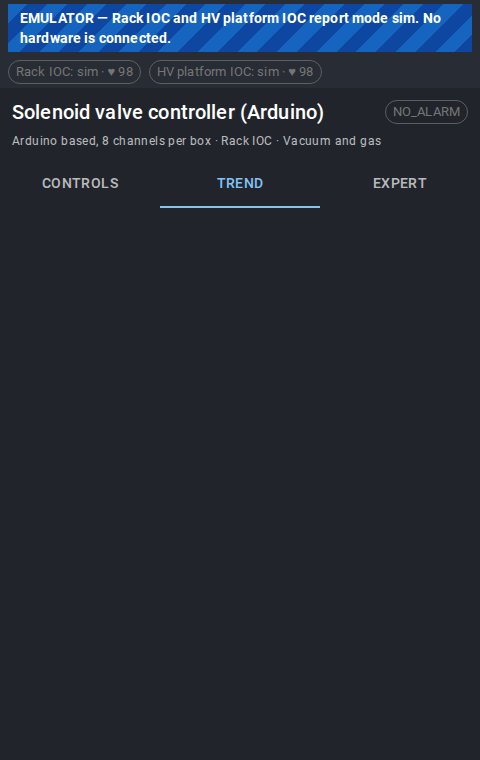 EMULATOR — Rack IOC and HV platform IOC report mode sim. No
hardware is connected.
Rack IOC: sim · ♥ 98
HV platform IOC: sim · ♥ 98
Solenoid valve controller (Arduino)
NO_ALARM
Arduino based, 8 channels per box · Rack IOC · Vacuum and gas
CONTROLS
TREND
EXPERT